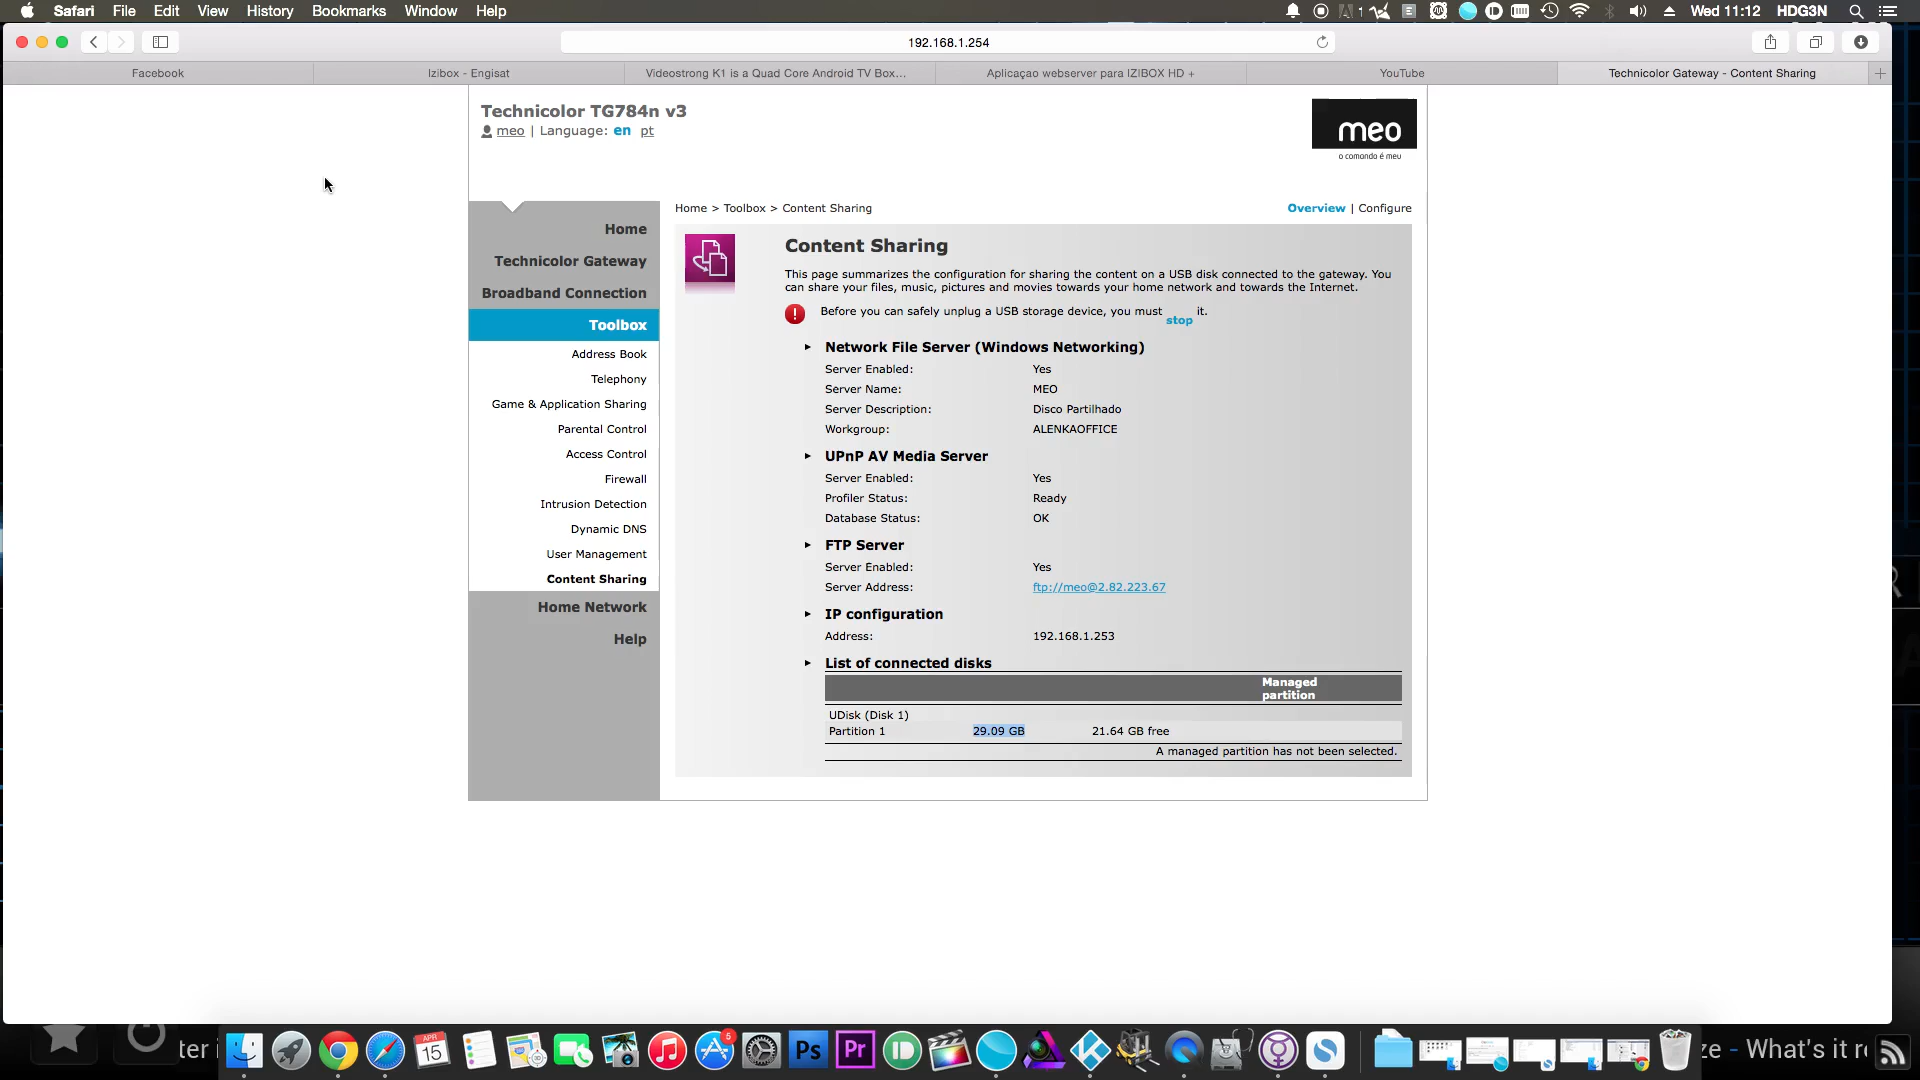 Safari File Edit View History Bookmarks Window Help
Wed 11:12 HDG3N
192.168.1.254
Facebook
Izibox - Engisat
Videostrong K1 is a Quad Core Android TV Box...
Aplicaçao webserver para IZIBOX HD +
YouTube
Technicolor Gateway - Content Sharing
Technicolor TG784n v3
meo | Language: en pt
meo
o comando é meu
Home > Toolbox > Content Sharing
Overview | Configure
Home
Technicolor Gateway
Broadband Connection
Toolbox
Address Book
Telephony
Game & Application Sharing
Parental Control
Access Control
Firewall
Intrusion Detection
Dynamic DNS
User Management
Content Sharing
Home Network
Help
Content Sharing
This page summarizes the configuration for sharing the content on a USB disk connected to the gateway. You
can share your files, music, pictures and movies towards your home network and towards the Internet.
Before you can safely unplug a USB storage device, you must stop it.
Network File Server (Windows Networking)
Server Enabled: Yes
Server Name: MEO
Server Description: Disco Partilhado
Workgroup: ALENKAOFFICE
UPnP AV Media Server
Server Enabled: Yes
Profiler Status: Ready
Database Status: OK
FTP Server
Server Enabled: Yes
Server Address: ftp://meo@2.82.223.67
IP configuration
Address: 192.168.1.253
List of connected disks
Managed
partition
UDisk (Disk 1)
Partition 1 29.09 GB 21.64 GB free
A managed partition has not been selected.
APR
15
5
Ps
Pr
ter
ze - What's it re